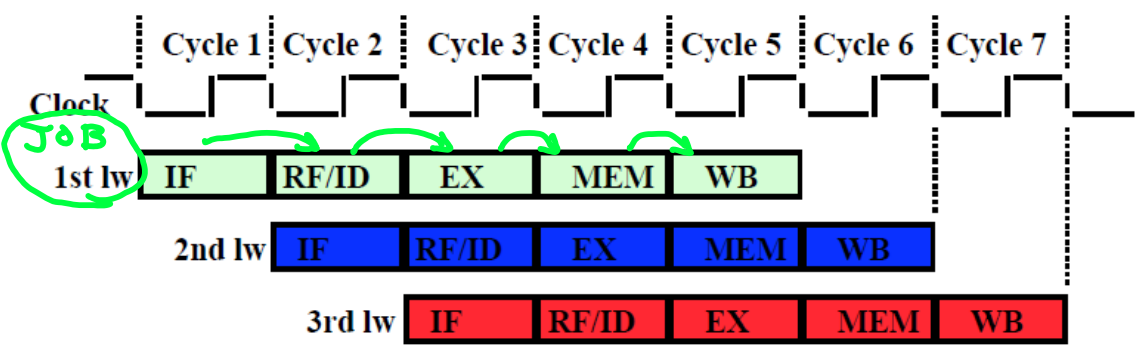 Cycle 1 Cycle 2 Cycle 3 Cycle 4 Cycle 5 Cycle 6 Cycle 7
Clock
JOB
1st lw IF RF/ID EX MEM WB
2nd lw IF RF/ID EX MEM WB
3rd lw IF RF/ID EX MEM WB